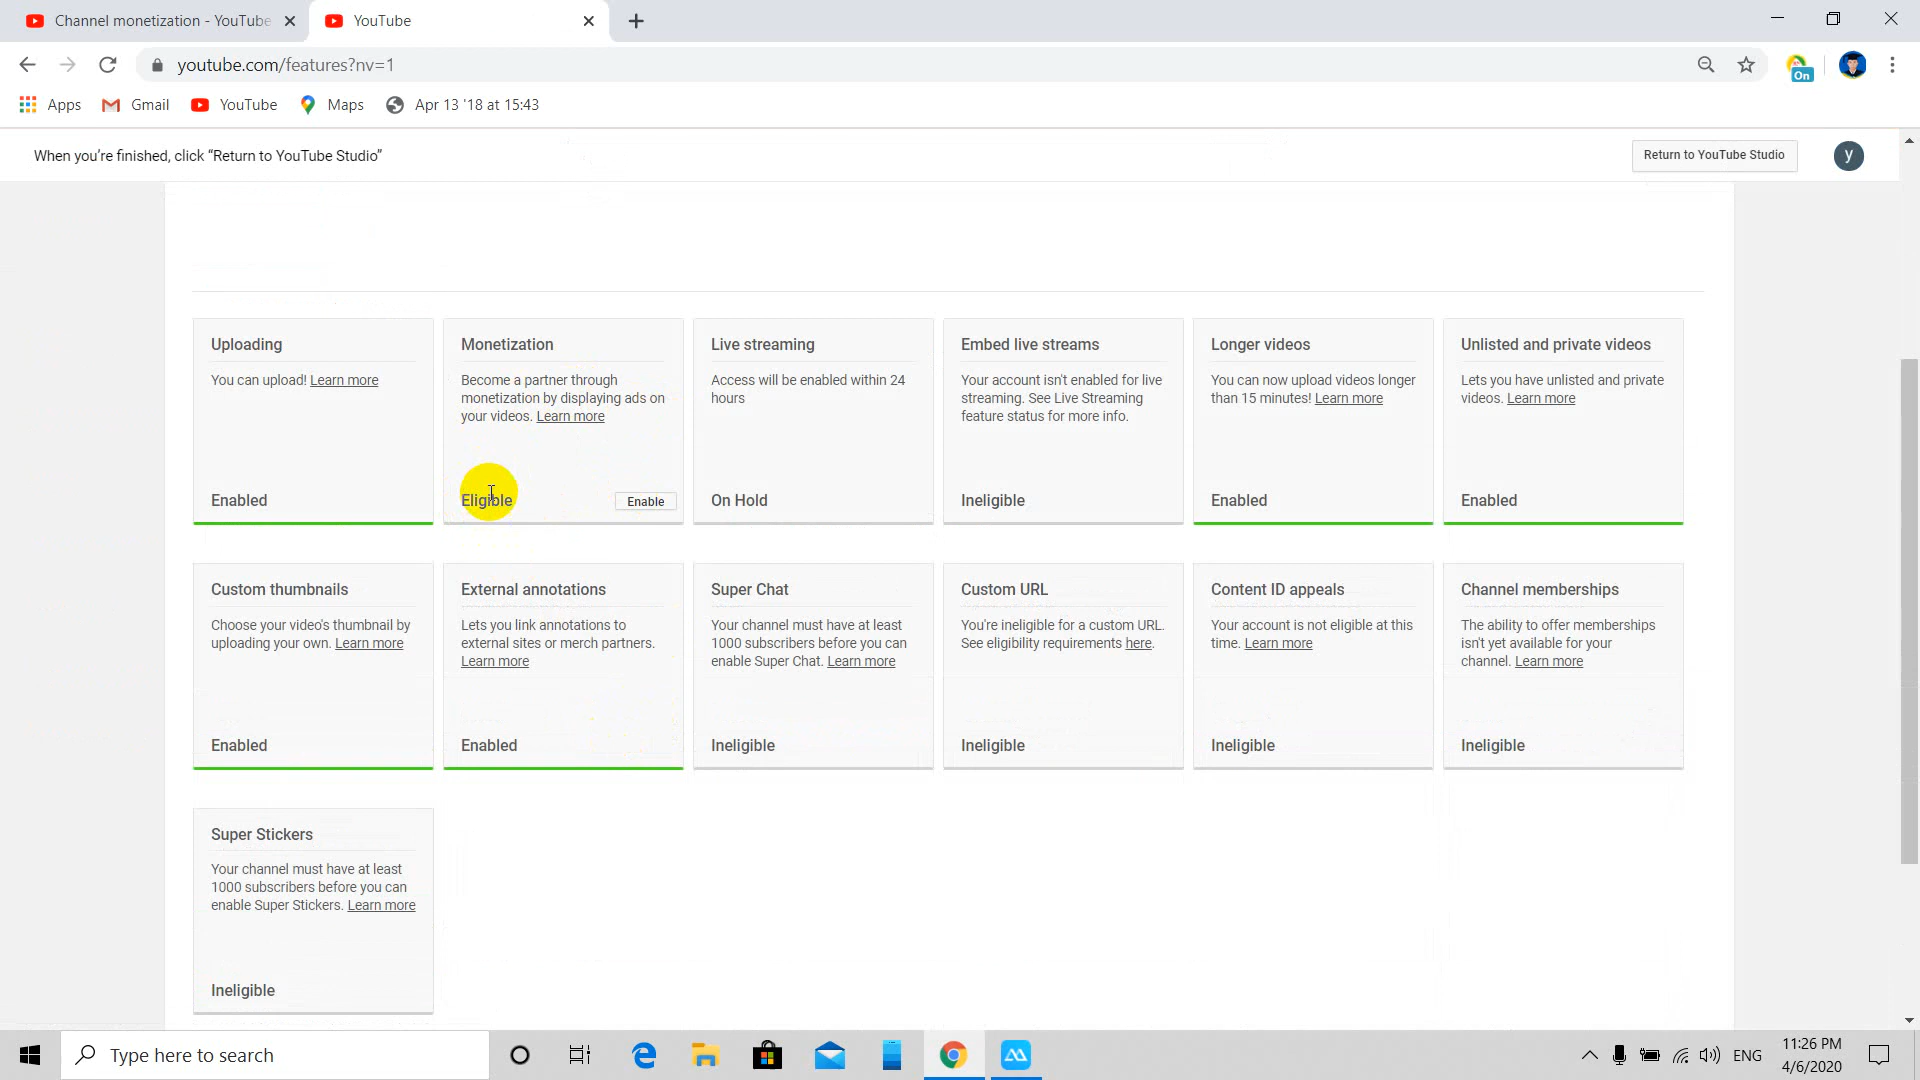 Channel monetization - YouTube
YouTube
youtube.com/features?nv=1
On
Apps
Gmail
YouTube
Maps
Apr 13 '18 at 15:43
When you're finished, click “Return to YouTube Studio”
Return to YouTube Studio
y
Uploading
You can upload! Learn more
Enabled
Monetization
Become a partner through
monetization by displaying ads on
your videos. Learn more
Eligible
Enable
Live streaming
Access will be enabled within 24
hours
On Hold
Embed live streams
Your account isn't enabled for live
streaming. See Live Streaming
feature status for more info.
Ineligible
Longer videos
You can now upload videos longer
than 15 minutes! Learn more
Enabled
Unlisted and private videos
Lets you have unlisted and private
videos. Learn more
Enabled
Custom thumbnails
Choose your video's thumbnail by
uploading your own. Learn more
Enabled
External annotations
Lets you link annotations to
external sites or merch partners.
Learn more
Enabled
Super Chat
Your channel must have at least
1000 subscribers before you can
enable Super Chat. Learn more
Ineligible
Custom URL
You're ineligible for a custom URL.
See eligibility requirements here.
Ineligible
Content ID appeals
Your account is not eligible at this
time. Learn more
Ineligible
Channel memberships
The ability to offer memberships
isn't yet available for your
channel. Learn more
Ineligible
Super Stickers
Your channel must have at least
1000 subscribers before you can
enable Super Stickers. Learn more
Ineligible
Type here to search
ENG
11:26 PM
4/6/2020